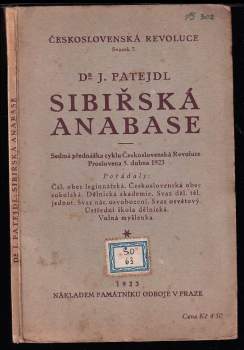 ČESKOSLOVENSKÁ REVOLUCE
Svazek 7.
Dr J. PATEJDL
SIBIŘSKÁ
ANABASE
Sedmá přednáška cyklu Československá Revoluce
Proslovena 5. dubna 1923
Pořádaly:
Čsl. obec legionářská. Československá obec
sokolská. Dělnická akademie. Svaz děl. těl.
jednot. Svaz nár. osvobození. Svaz osvětový.
Ústřední škola dělnická.
Volná myšlenka.
1923
NÁKLADEM PAMÁTNÍKU ODBOJE V PRAZE
Cena Kč 4·50
Dr J. PATEJDL: SIBIŘSKÁ ANABASE